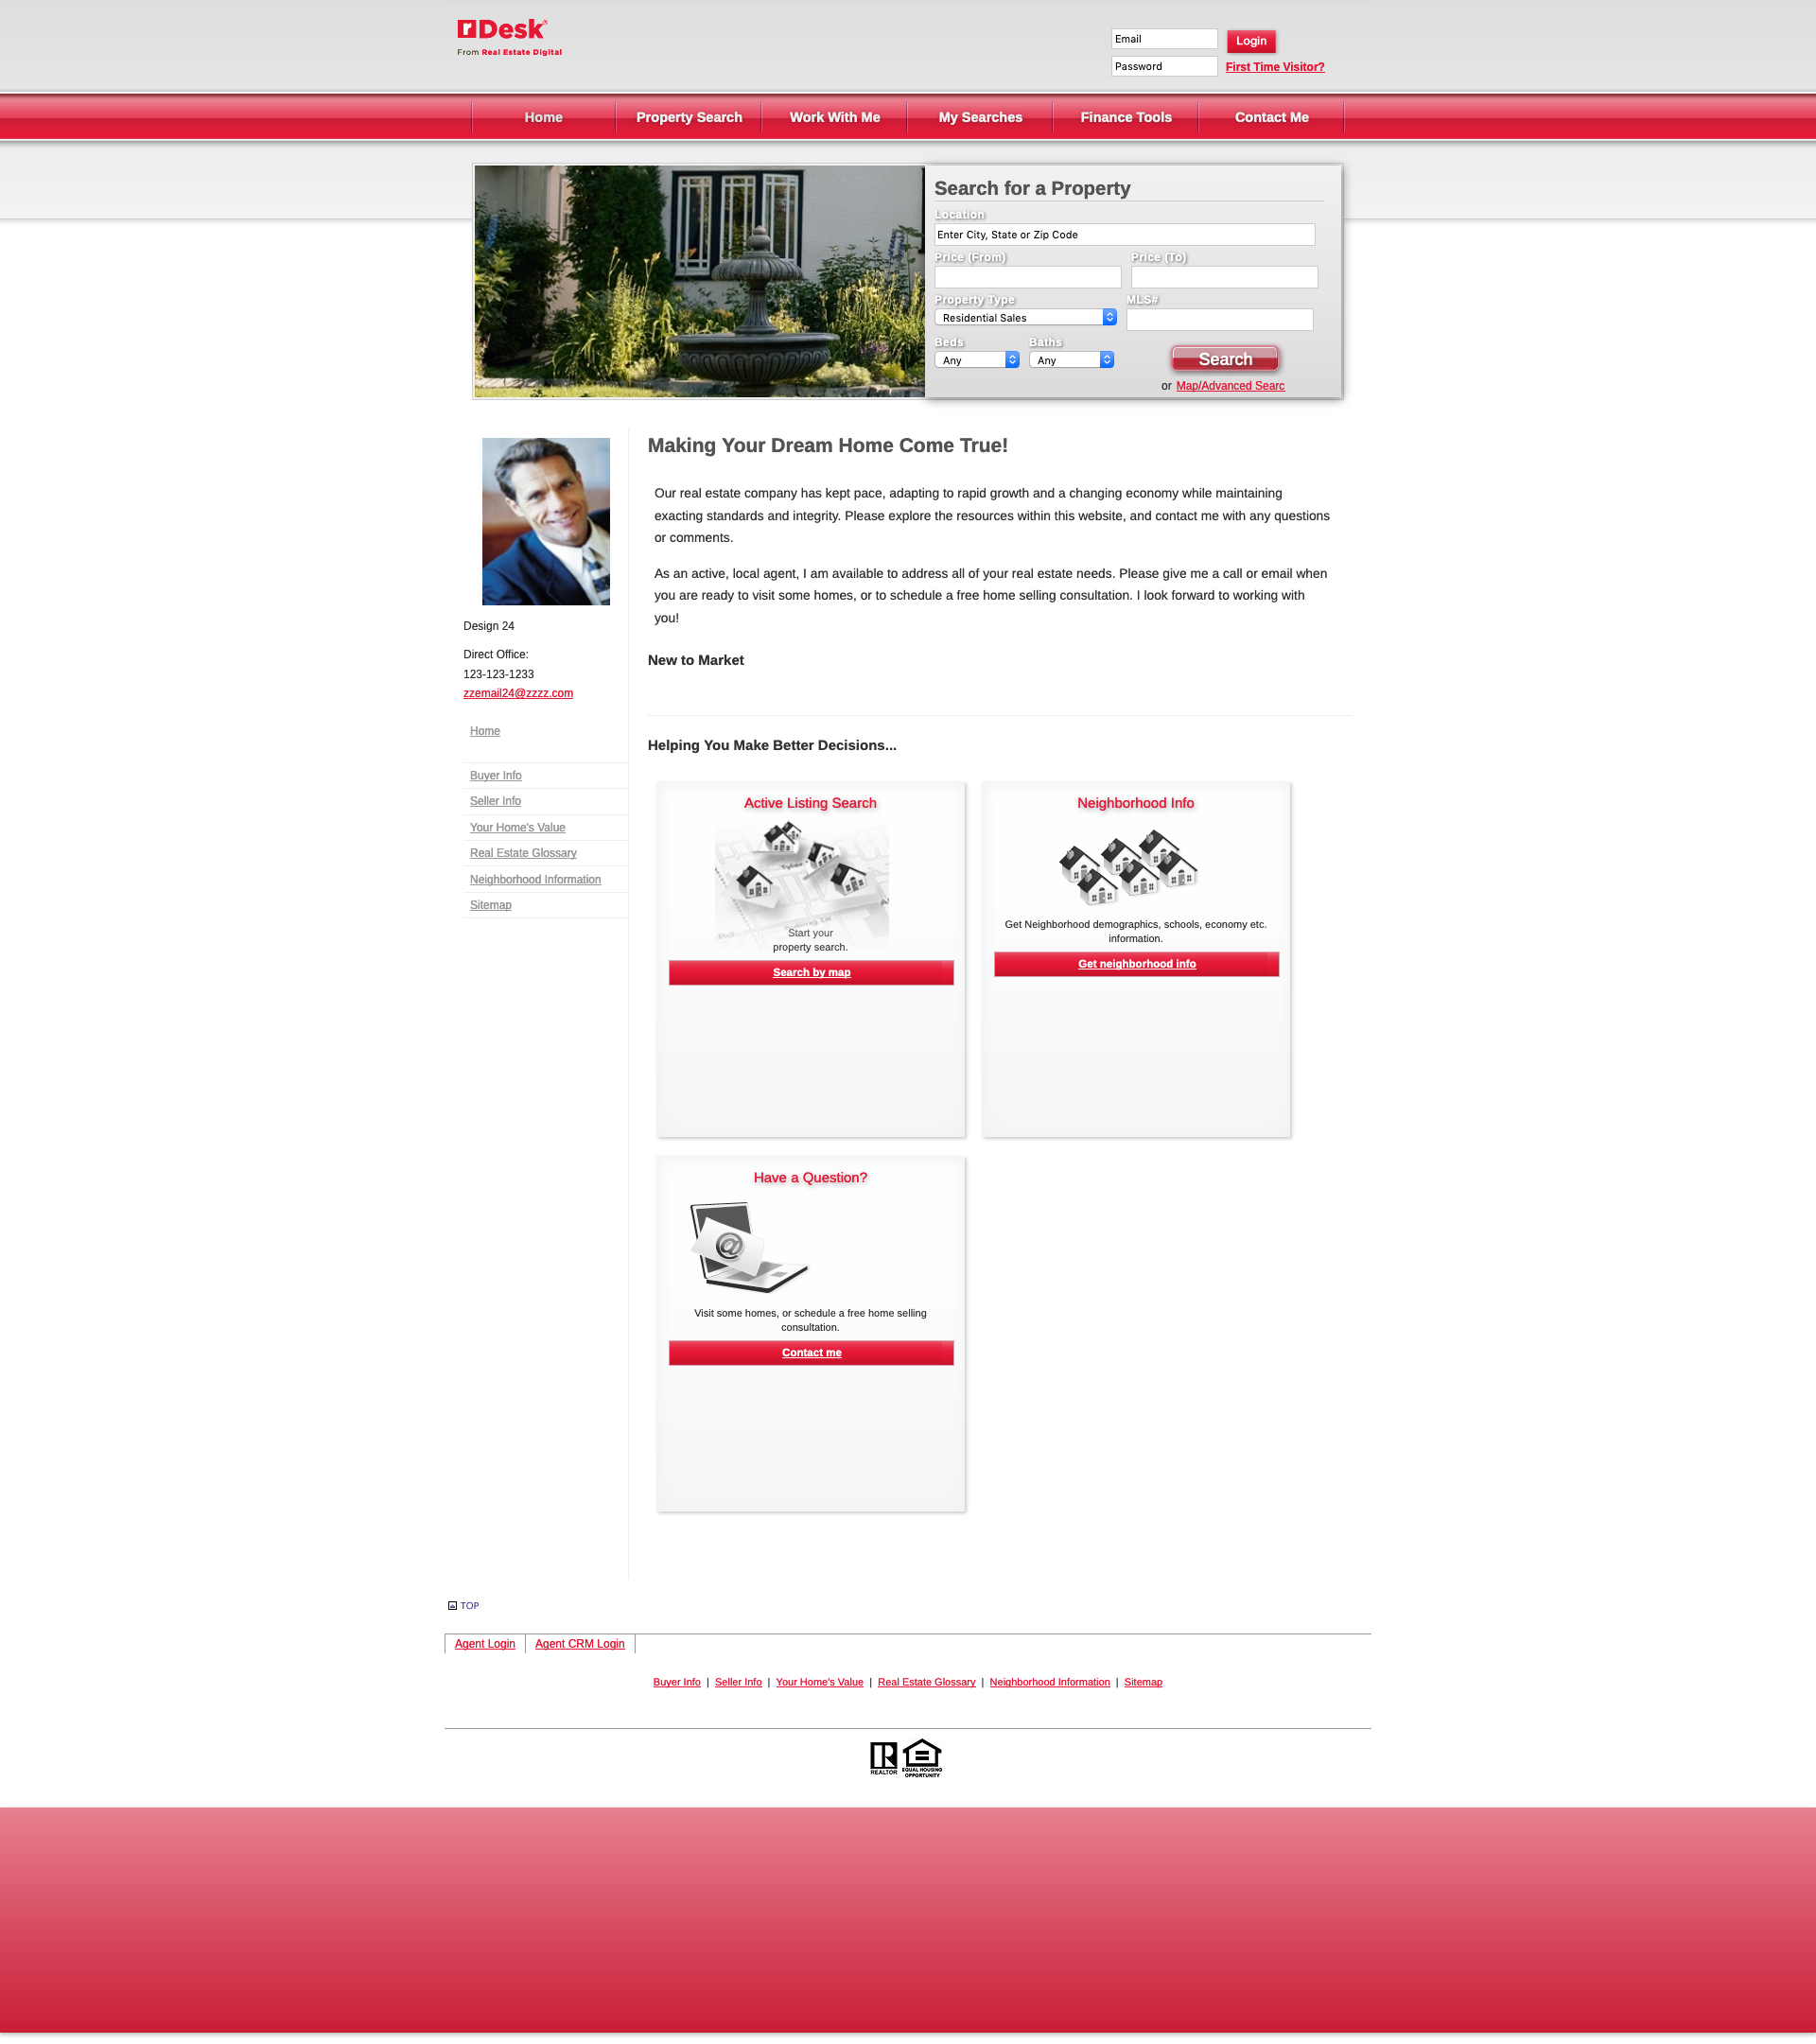 rDesk
From Real Estate Digital
Email
Login
Password
First Time Visitor?
Home
Property Search
Work With Me
My Searches
Finance Tools
Contact Me
Search for a Property
Location
Enter City, State or Zip Code
Price (From)
Price (To)
Property Type
MLS#
Residential Sales
Beds
Baths
Any
Any
Search
or Map/Advanced Searc
Making Your Dream Home Come True!
Our real estate company has kept pace, adapting to rapid growth and a changing economy while maintaining
exacting standards and integrity. Please explore the resources within this website, and contact me with any questions
or comments.
As an active, local agent, I am available to address all of your real estate needs. Please give me a call or email when
you are ready to visit some homes, or to schedule a free home selling consultation. I look forward to working with
you!
Design 24
Direct Office:
123-123-1233
zzemail24@zzzz.com
Home
Buyer Info
Seller Info
Your Home's Value
Real Estate Glossary
Neighborhood Information
Sitemap
New to Market
Helping You Make Better Decisions...
Active Listing Search
Start your
property search.
Search by map
Neighborhood Info
Get Neighborhood demographics, schools, economy etc.
information.
Get neighborhood info
Have a Question?
@
Visit some homes, or schedule a free home selling
consultation.
Contact me
TOP
Agent Login
Agent CRM Login
Buyer Info | Seller Info | Your Home's Value | Real Estate Glossary | Neighborhood Information | Sitemap
R
REALTOR
EQUAL HOUSING
OPPORTUNITY